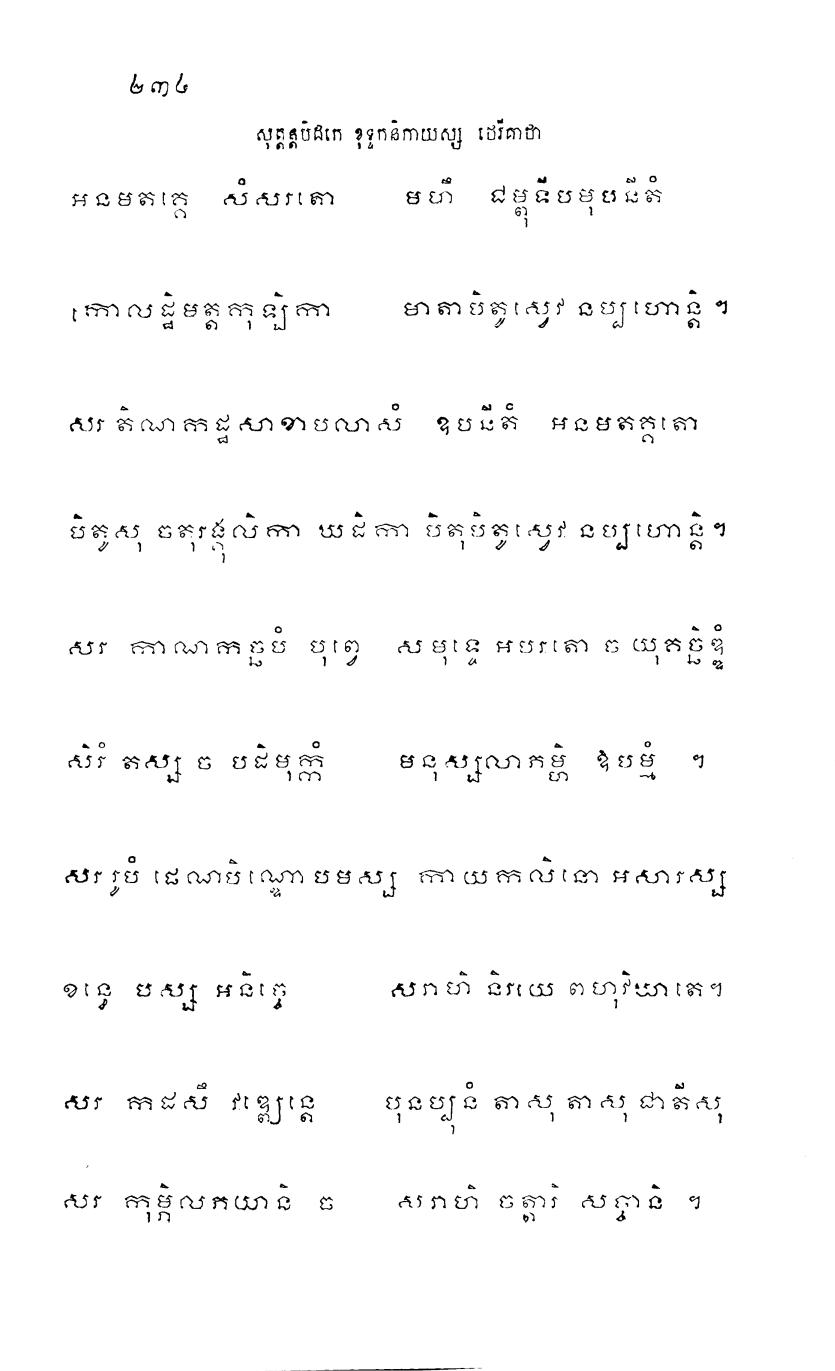 ២៣៤
សុត្តន្តបិដកេ ខុទ្ទកនិកាយស្ស ថេរីគាថា
អនមតគ្គេ សំសរតោ មហឹ ជម្ពុទីបមុបនីតំ
កោលដ្ឋិមត្តកុឡិកា មាតាបិតូស្វេវ នប្បហោន្តិ ។
សរ តិណកដ្ឋសាខាបលាសំ ឧបនីតំ អនមតគ្គតោ
បិតូសុ ចតុរង្គុលិកា ឃដិកា បិតុបិតូស្វេវ នប្បហោន្តិ។
សរ កាណកច្ឆបំ បុព្វេ សមុទ្ទេ អបរតោ ច យុគច្ឆិទ្ទំ
សិរំ តស្ស ច បដិមុក្កំ មនុស្សលាភម្ហិ ឱបម្មំ ។
សរ រូបំ ផេណបិណ្ឌោបមស្ស កាយកលិនោ អសារស្ស
ខន្ធេ បស្ស អនិច្ចេ សរាហិ និរយេ ពហុវិឃាតេ។
សរ កដសឹ វឌ្ឍេន្តេ បុនប្បុនំ តាសុ តាសុ ជាតីសុ
សរ កុម្ភិលភយានិ ច សរាហិ ចត្តារិ សច្ចានិ ។